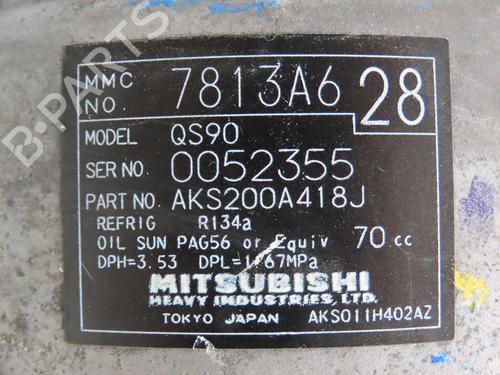 MMC NO. 7813A6 28
MODEL QS90
SER NO. 0052355
PART NO. AKS200A418J
REFRIG R134a
OIL SUN PAG56 or Equiv 70 cc
DPH=3.53 DPL=1.67MPa
MITSUBISHI
HEAVY INDUSTRIES, LTD.
TOKYO JAPAN AKS011H402AZ
B-PARTS